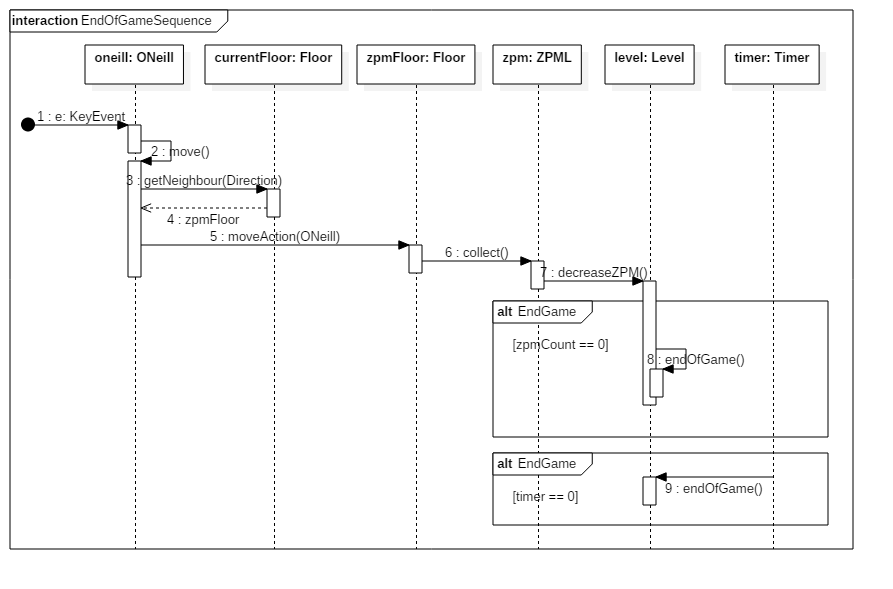 interaction EndOfGameSequence
oneill: ONeill
currentFloor: Floor
zpmFloor: Floor
zpm: ZPML
level: Level
timer: Timer
1 : e: KeyEvent
2 : move()
3 : getNeighbour(Direction)
4 : zpmFloor
5 : moveAction(ONeill)
6 : collect()
7 : decreaseZPM()
alt EndGame
[zpmCount == 0]
8 : endOfGame()
alt EndGame
9 : endOfGame()
[timer == 0]